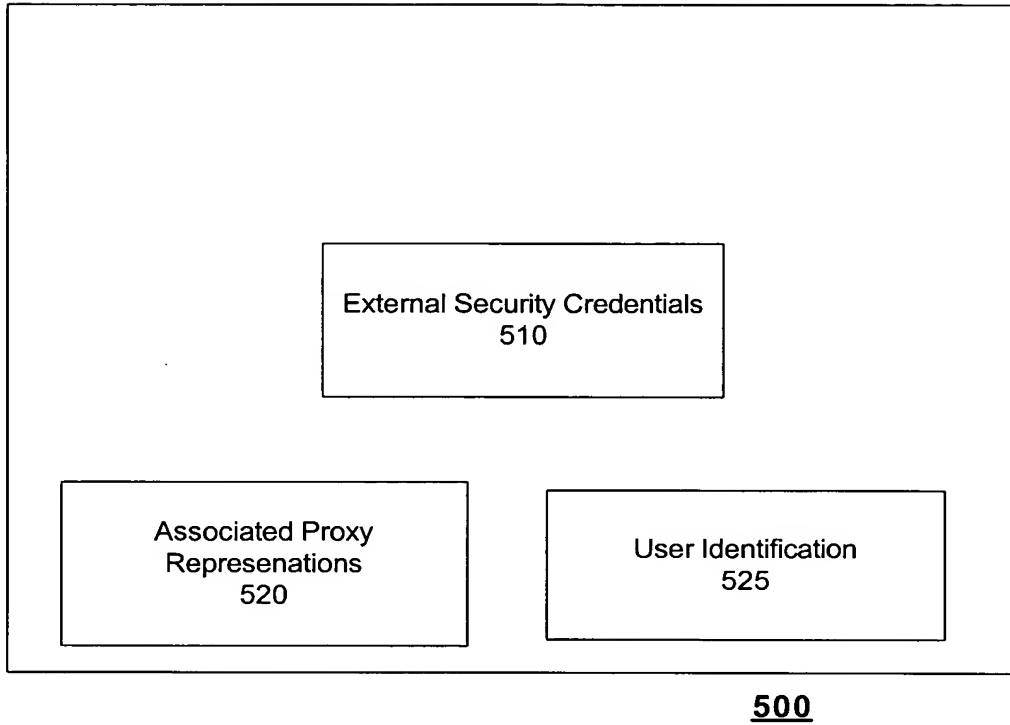 External Security Credentials
510
Associated Proxy
Represenations
520
User Identification
525
500